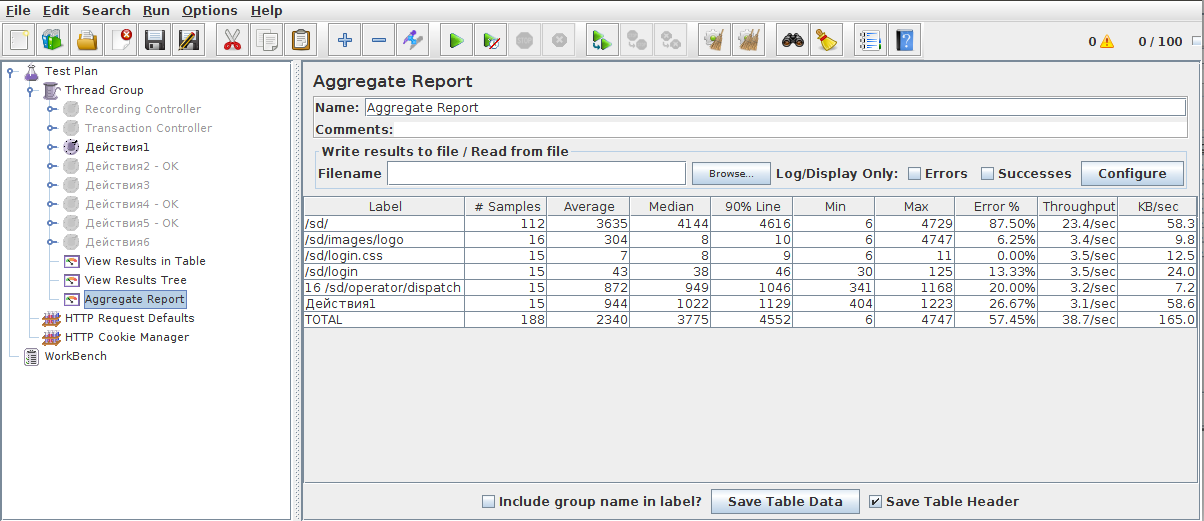 File Edit Search Run Options Help
0 0 / 100
Test Plan
Thread Group
Recording Controller
Transaction Controller
Действия1
Действия2 - ОК
Действия3
Действия4 - ОК
Действия5 - ОК
Действия6
View Results in Table
View Results Tree
Aggregate Report
HTTP Request Defaults
HTTP Cookie Manager
WorkBench
Aggregate Report
Name: Aggregate Report
Comments:
Write results to file / Read from file
Filename Browse... Log/Display Only: Errors Successes Configure
Label # Samples Average Median 90% Line Min Max Error % Throughput KB/sec
/sd/ 112 3635 4144 4616 6 4729 87.50% 23.4/sec 58.3
/sd/images/logo 16 304 8 10 6 4747 6.25% 3.4/sec 9.8
/sd/login.css 15 7 8 9 6 11 0.00% 3.5/sec 12.5
/sd/login 15 43 38 46 30 125 13.33% 3.5/sec 24.0
16 /sd/operator/dispatch 15 872 949 1046 341 1168 20.00% 3.2/sec 7.2
Действия1 15 944 1022 1129 404 1223 26.67% 3.1/sec 58.6
TOTAL 188 2340 3775 4552 6 4747 57.45% 38.7/sec 165.0
Include group name in label? Save Table Data Save Table Header